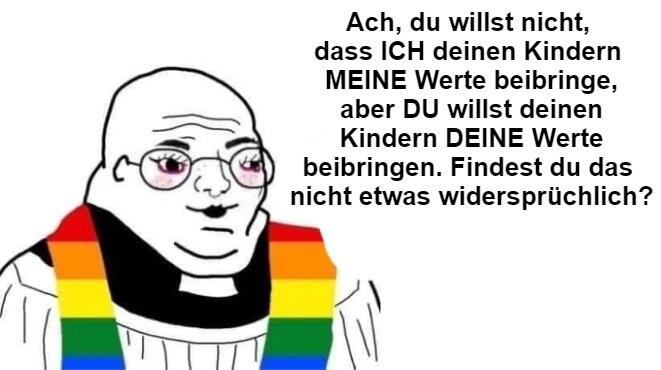 Ach, du willst nicht,
dass ICH deinen Kindern
MEINE Werte beibringe,
aber DU willst deinen
Kindern DEINE Werte
beibringen. Findest du das
nicht etwas widersprüchlich?